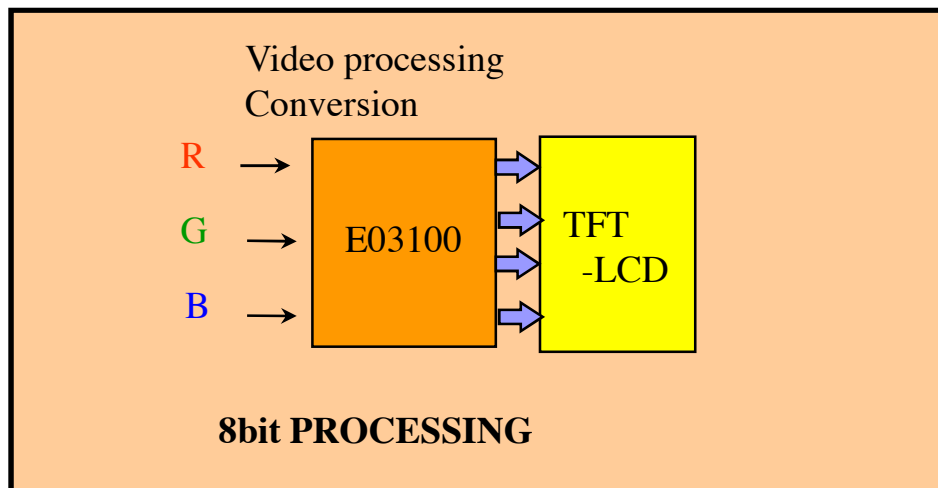 Video processing
Conversion
R
G
B
E03100
TFT
-LCD
8bit PROCESSING